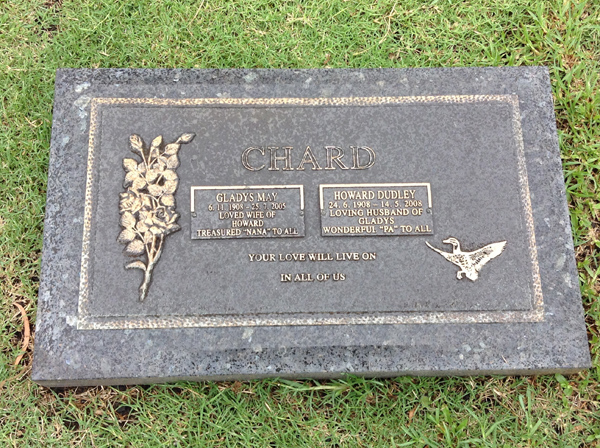 CHARD
GLADYS MAY
6. 11. 1908 - 25. 7. 2005
LOVED WIFE OF
HOWARD
TREASURED "NANA" TO ALL
HOWARD DUDLEY
24. 6. 1908 - 14. 5. 2008
LOVING HUSBAND OF
GLADYS
WONDERFUL "PA" TO ALL
YOUR LOVE WILL LIVE ON
IN ALL OF US